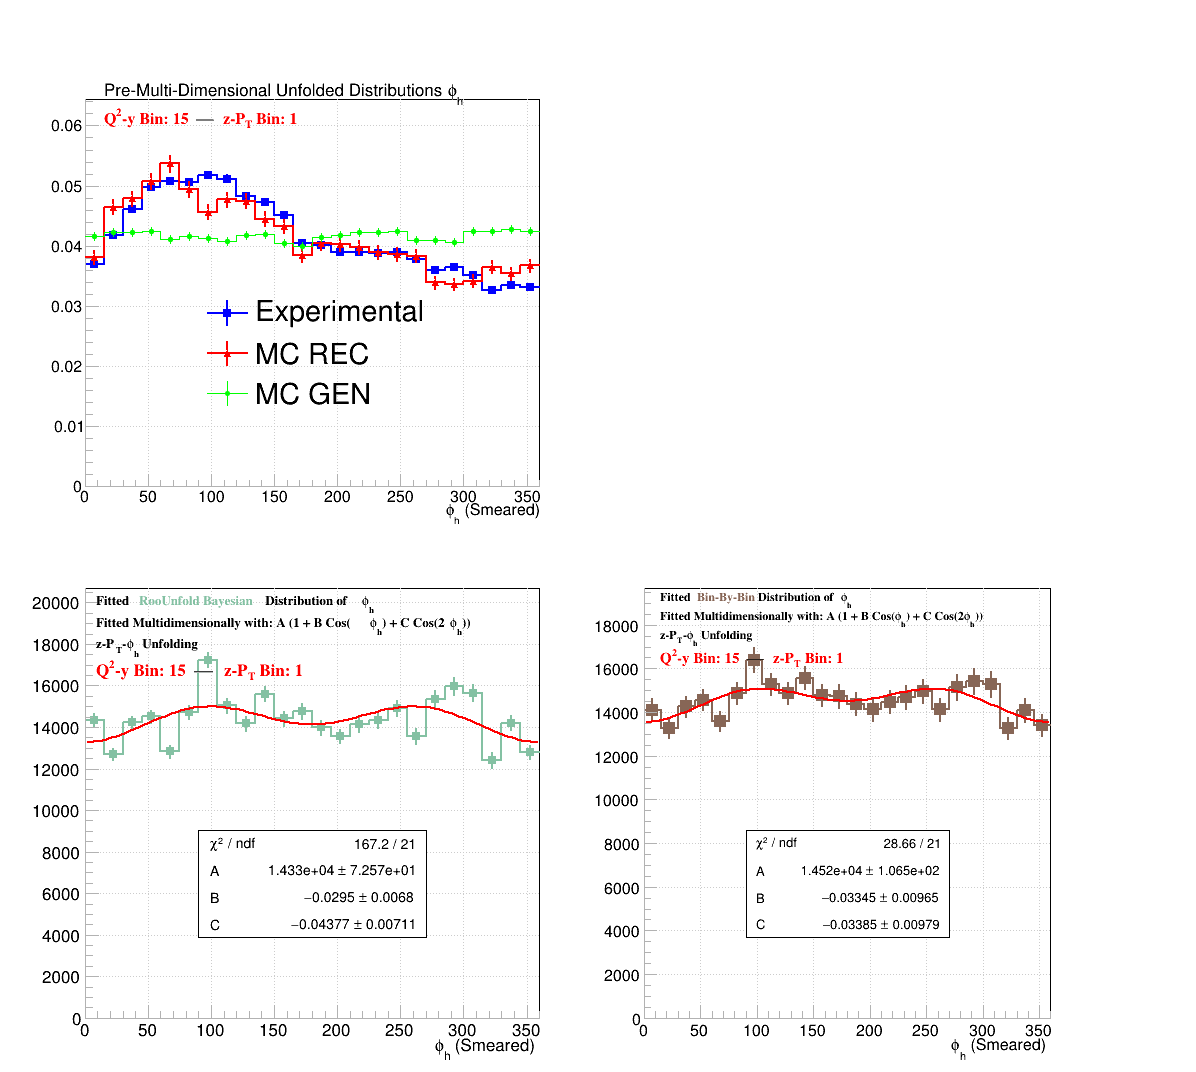 Pre-Multi-Dimensional Unfolded Distributions ϕh
Q²-y Bin: 15 — z-PT Bin: 1
0.06
0.05
0.04
0.03
0.02
0.01
0
Experimental
MC REC
MC GEN
0 50 100 150 200 250 300 350
ϕh (Smeared)
Fitted RooUnfold Bayesian Distribution of ϕh
Fitted Multidimensionally with: A (1 + B Cos( ϕh) + C Cos(2 ϕh))
z-PT-ϕh Unfolding
Q²-y Bin: 15 — z-PT Bin: 1
20000
18000
16000
14000
12000
10000
8000
6000
4000
2000
0
χ² / ndf 167.2 / 21
A 1.433e+04 ± 7.257e+01
B −0.0295 ± 0.0068
C −0.04377 ± 0.00711
0 50 100 150 200 250 300 350
ϕh (Smeared)
Fitted Bin-By-Bin Distribution of ϕh
Fitted Multidimensionally with: A (1 + B Cos(ϕh) + C Cos(2ϕh))
z-PT-ϕh Unfolding
Q²-y Bin: 15 — z-PT Bin: 1
18000
16000
14000
12000
10000
8000
6000
4000
2000
0
χ² / ndf 28.66 / 21
A 1.452e+04 ± 1.065e+02
B −0.03345 ± 0.00965
C −0.03385 ± 0.00979
0 50 100 150 200 250 300 350
ϕh (Smeared)